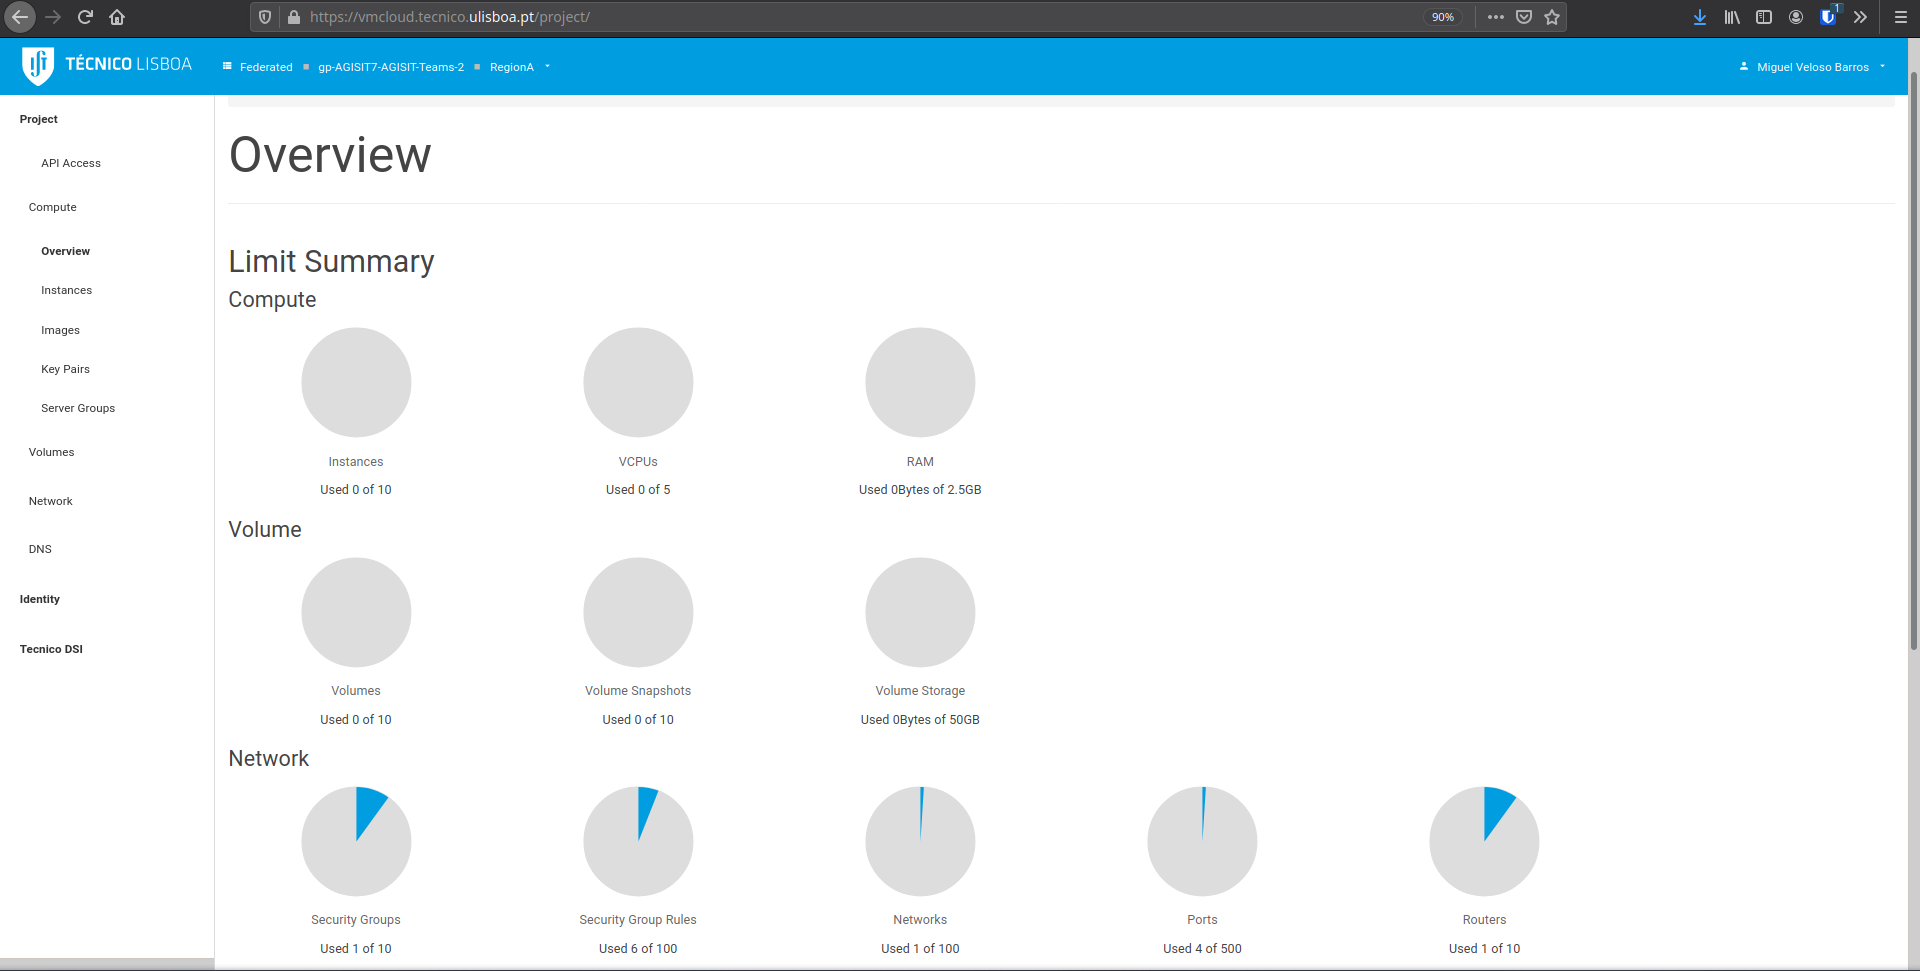 https://vmcloud.tecnico.ulisboa.pt/project/
90%
1
TÉCNICO LISBOA
Federated gp-AGISIT7-AGISIT-Teams-2 RegionA
Miguel Veloso Barros
Project
API Access
Compute
Overview
Instances
Images
Key Pairs
Server Groups
Volumes
Network
DNS
Identity
Tecnico DSI
Overview
Limit Summary
Compute
Instances
Used 0 of 10
VCPUs
Used 0 of 5
RAM
Used 0Bytes of 2.5GB
Volume
Volumes
Used 0 of 10
Volume Snapshots
Used 0 of 10
Volume Storage
Used 0Bytes of 50GB
Network
Security Groups
Used 1 of 10
Security Group Rules
Used 6 of 100
Networks
Used 1 of 100
Ports
Used 4 of 500
Routers
Used 1 of 10